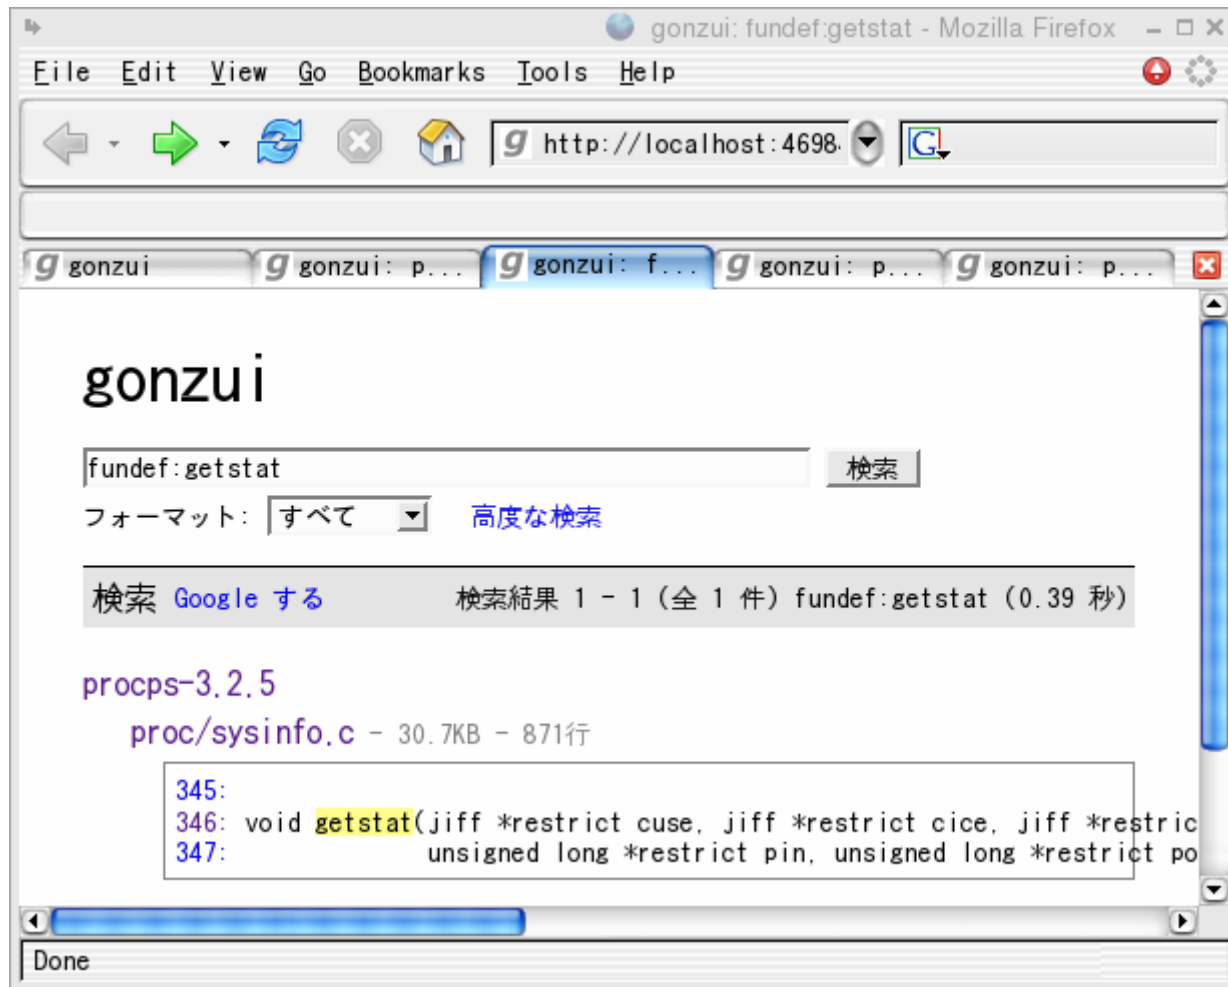 gonzui: fundef:getstat - Mozilla Firefox
File Edit View Go Bookmarks Tools Help
g http://localhost:4698 G
g gonzui g gonzui: p... g gonzui: f... g gonzui: p... g gonzui: p...
gonzui
fundef:getstat 検索
フォーマット: すべて 高度な検索
検索 Google する 検索結果 1 - 1 (全 1 件) fundef:getstat (0.39 秒)
procps-3.2.5
proc/sysinfo.c - 30.7KB - 871行
345:
346: void getstat(jiff *restrict cuse, jiff *restrict cice, jiff *restric
347: unsigned long *restrict pin, unsigned long *restrict po
Done